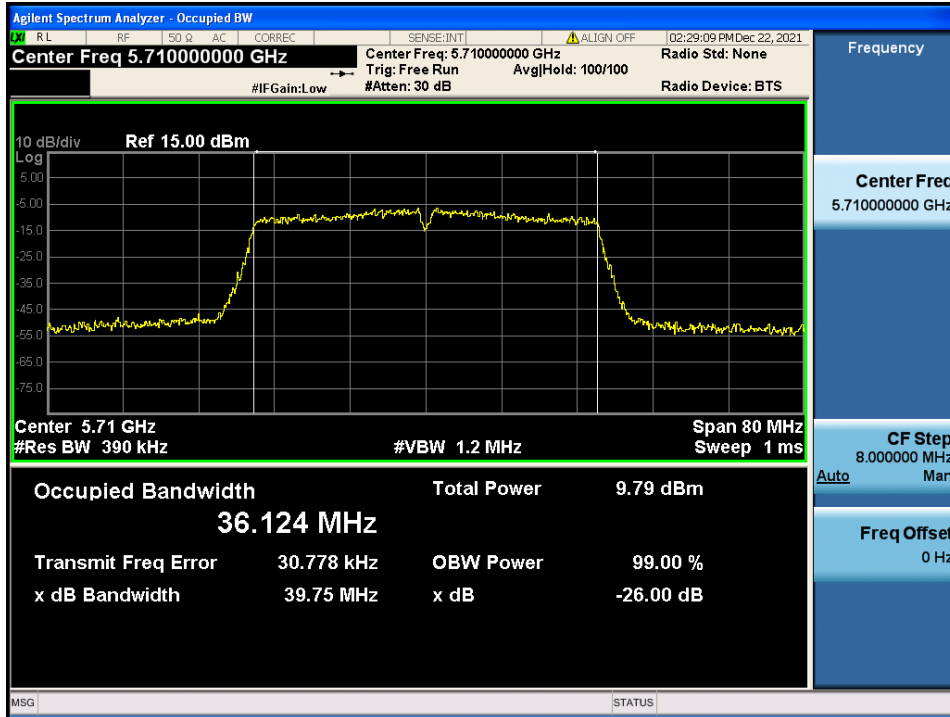 Agilent Spectrum Analyzer - Occupied BW
LXI RL RF 50 Ω AC CORREC SENSE:INT ALIGN OFF 02:29:09 PM Dec 22, 2021
Center Freq 5.710000000 GHz
Center Freq: 5.710000000 GHz
Radio Std: None
Trig: Free Run Avg|Hold: 100/100
#IFGain:Low
#Atten: 30 dB
Radio Device: BTS
10 dB/div Ref 15.00 dBm
Log
5.00
-5.00
-15.0
-25.0
-35.0
-45.0
-55.0
-65.0
-75.0
Center 5.71 GHz Span 80 MHz
#Res BW 390 kHz #VBW 1.2 MHz Sweep 1 ms
Occupied Bandwidth Total Power 9.79 dBm
36.124 MHz
Transmit Freq Error 30.778 kHz OBW Power 99.00 %
x dB Bandwidth 39.75 MHz x dB -26.00 dB
MSG STATUS
Frequency
Center Freq
5.710000000 GHz
CF Step
8.000000 MHz
Auto Man
Freq Offset
0 Hz